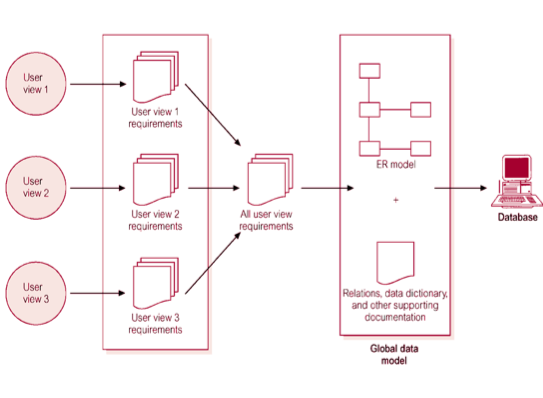 User
view 1
User view 1
requirements
User
view 2
User view 2
requirements
User
view 3
User view 3
requirements
All user view
requirements
ER model
+
Relations, data dictionary,
and other supporting
documentation
Global data
model
Database